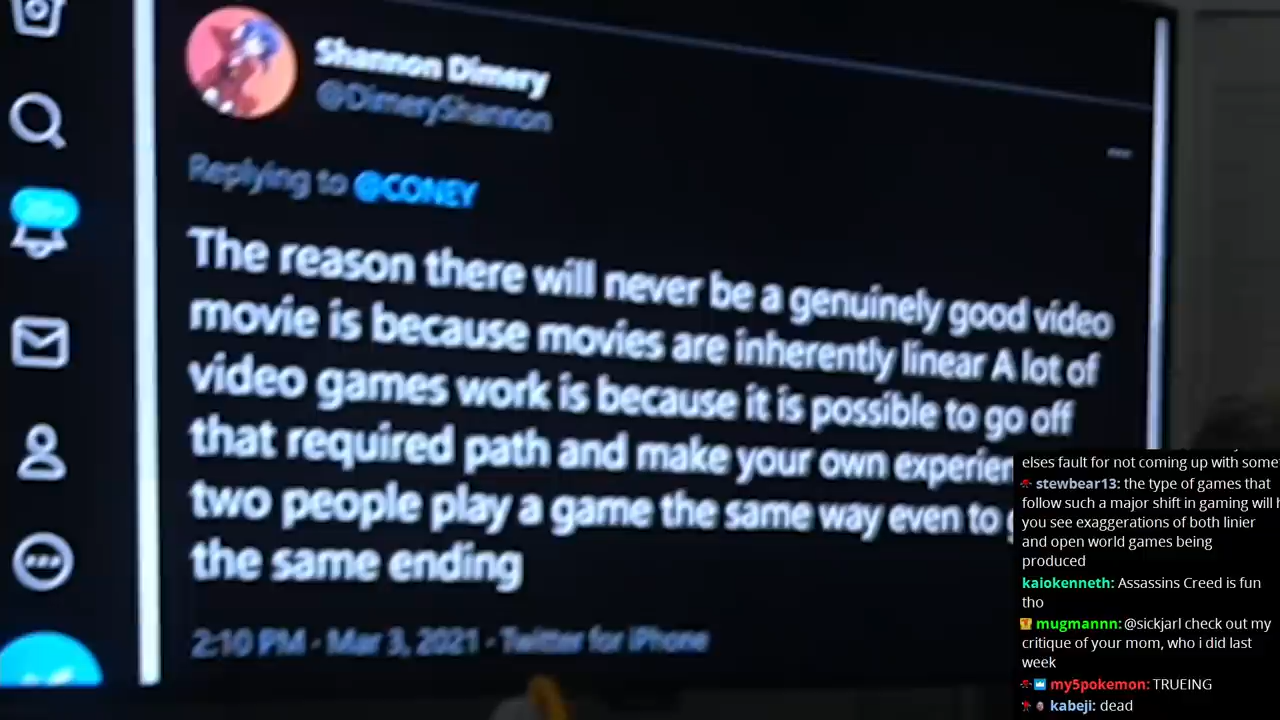 Shannon Dimery
@DimeryShannon
Replying to @CONEY
The reason there will never be a genuinely good video
movie is because movies are inherently linear A lot of
video games work is because it is possible to go off
that required path and make your own experien
two people play a game the same way even to
the same ending
2:10 PM · Mar 3, 2021 · Twitter for iPhone
elses fault for not coming up with some
stewbear13: the type of games that
follow such a major shift in gaming will
you see exaggerations of both linier
and open world games being
produced
kaiokenneth: Assassins Creed is fun
tho
mugmannn: @sickjarl check out my
critique of your mom, who i did last
week
my5pokemon: TRUEING
kabeji: dead